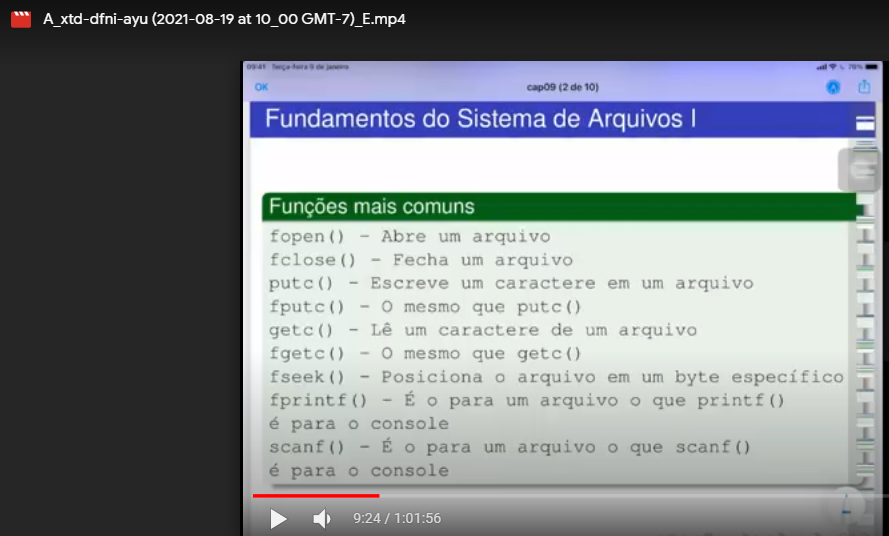 A_xtd-dfni-ayu (2021-08-19 at 10_00 GMT-7)_E.mp4
09:41 Terça-feira 9 de janeiro
76%
OK
cap09 (2 de 10)
Fundamentos do Sistema de Arquivos I
Funções mais comuns
fopen() - Abre um arquivo
fclose() - Fecha um arquivo
putc() - Escreve um caractere em um arquivo
fputc() - O mesmo que putc()
getc() - Lê um caractere de um arquivo
fgetc() - O mesmo que getc()
fseek() - Posiciona o arquivo em um byte específico
fprintf() - É o para um arquivo o que printf()
é para o console
scanf() - É o para um arquivo o que scanf()
é para o console
9:24 / 1:01:56